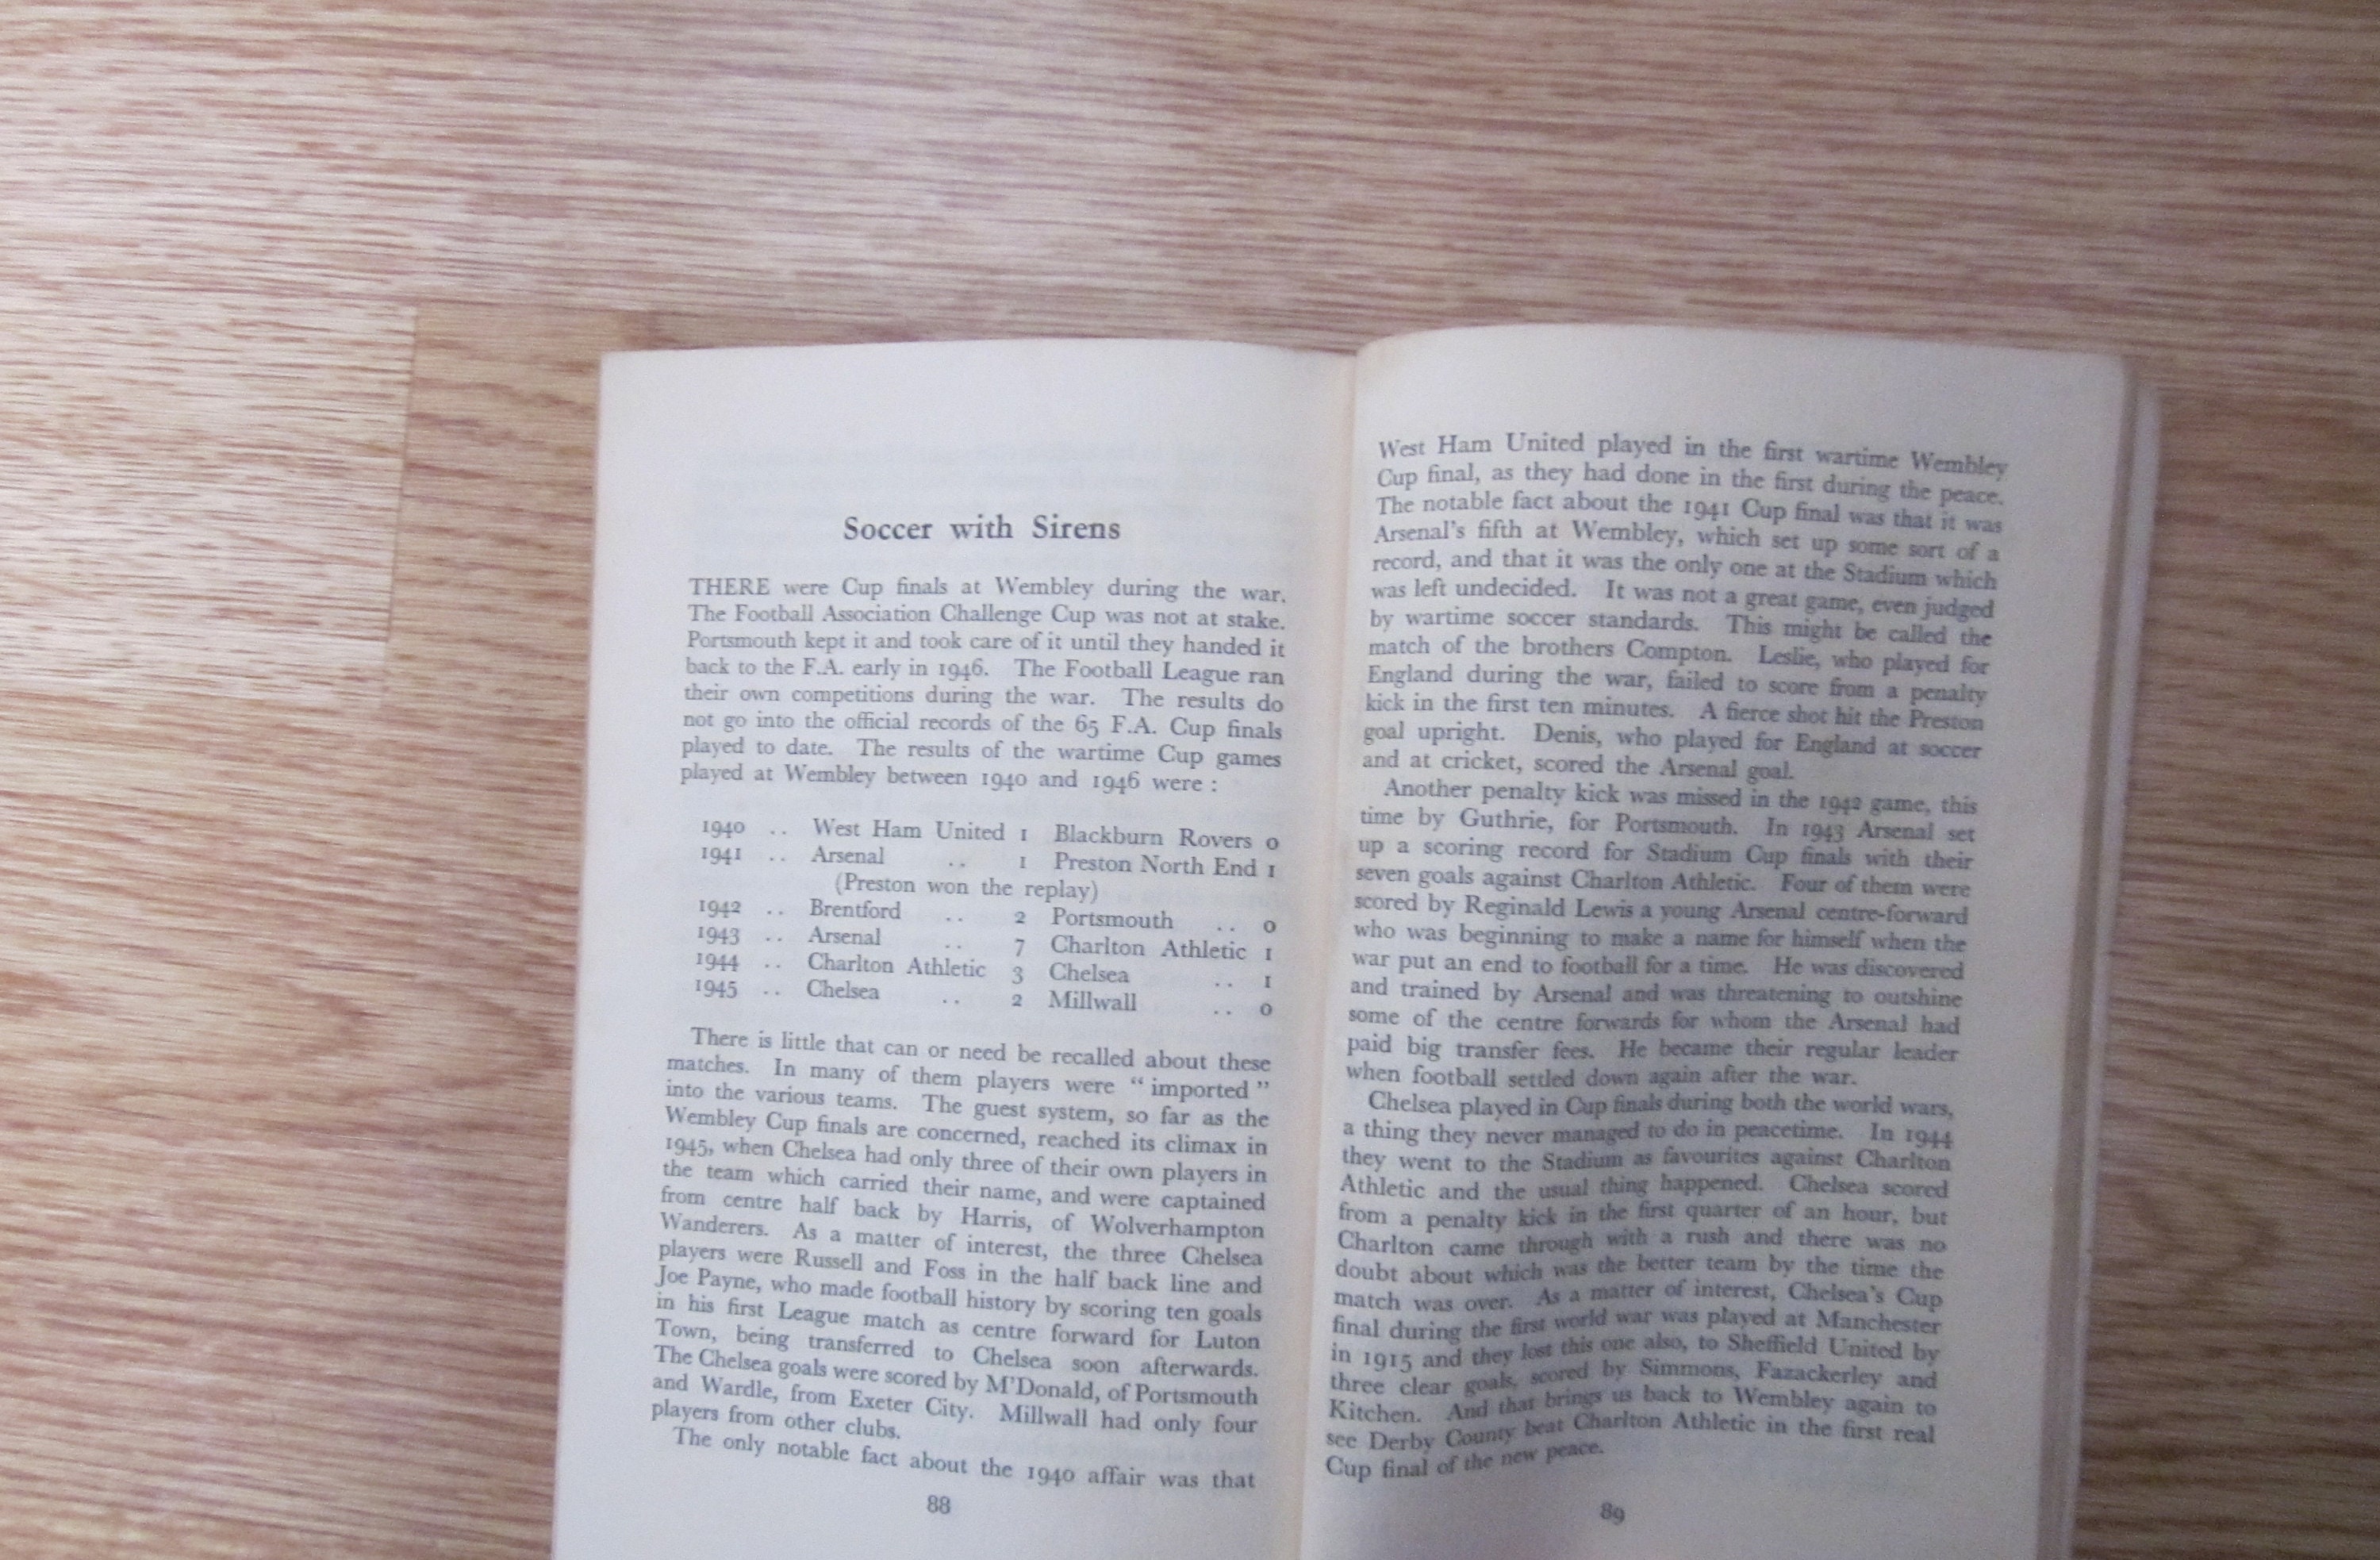 Soccer with Sirens
THERE were Cup finals at Wembley during the war.
The Football Association Challenge Cup was not at stake.
Portsmouth kept it and took care of it until they handed it
back to the F.A. early in 1946. The Football League ran
their own competitions during the war. The results do
not go into the official records of the 65 F.A. Cup finals
played to date. The results of the wartime Cup games
played at Wembley between 1940 and 1946 were :
1940 .. West Ham United 1 Blackburn Rovers 0
1941 .. Arsenal .. 1 Preston North End 1
(Preston won the replay)
1942 .. Brentford .. 2 Portsmouth .. 0
1943 .. Arsenal .. 7 Charlton Athletic 1
1944 .. Charlton Athletic 3 Chelsea .. 1
1945 .. Chelsea .. 2 Millwall .. 0
There is little that can or need be recalled about these
matches. In many of them players were “ imported ”
into the various teams. The guest system, so far as the
Wembley Cup finals are concerned, reached its climax in
1945, when Chelsea had only three of their own players in
the team which carried their name, and were captained
from centre half back by Harris, of Wolverhampton
Wanderers. As a matter of interest, the three Chelsea
players were Russell and Foss in the half back line and
Joe Payne, who made football history by scoring ten goals
in his first League match as centre forward for Luton
Town, being transferred to Chelsea soon afterwards.
The Chelsea goals were scored by M'Donald, of Portsmouth
and Wardle, from Exeter City. Millwall had only four
players from other clubs.
The only notable fact about the 1940 affair was that
88
West Ham United played in the first wartime Wembley
Cup final, as they had done in the first during the peace.
The notable fact about the 1941 Cup final was that it was
Arsenal's fifth at Wembley, which set up some sort of a
record, and that it was the only one at the Stadium which
was left undecided. It was not a great game, even judged
by wartime soccer standards. This might be called the
match of the brothers Compton. Leslie, who played for
England during the war, failed to score from a penalty
kick in the first ten minutes. A fierce shot hit the Preston
goal upright. Denis, who played for England at soccer
and at cricket, scored the Arsenal goal.
Another penalty kick was missed in the 1942 game, this
time by Guthrie, for Portsmouth. In 1943 Arsenal set
up a scoring record for Stadium Cup finals with their
seven goals against Charlton Athletic. Four of them were
scored by Reginald Lewis a young Arsenal centre-forward
who was beginning to make a name for himself when the
war put an end to football for a time. He was discovered
and trained by Arsenal and was threatening to outshine
some of the centre forwards for whom the Arsenal had
paid big transfer fees. He became their regular leader
when football settled down again after the war.
Chelsea played in Cup finals during both the world wars,
a thing they never managed to do in peacetime. In 1944
they went to the Stadium as favourites against Charlton
Athletic and the usual thing happened. Chelsea scored
from a penalty kick in the first quarter of an hour, but
Charlton came through with a rush and there was no
doubt about which was the better team by the time the
match was over. As a matter of interest, Chelsea's Cup
final during the first world war was played at Manchester
in 1915 and they lost this one also, to Sheffield United by
three clear goals, scored by Simmons, Fazackerley and
Kitchen. And that brings us back to Wembley again to
see Derby County beat Charlton Athletic in the first real
Cup final of the new peace.
89